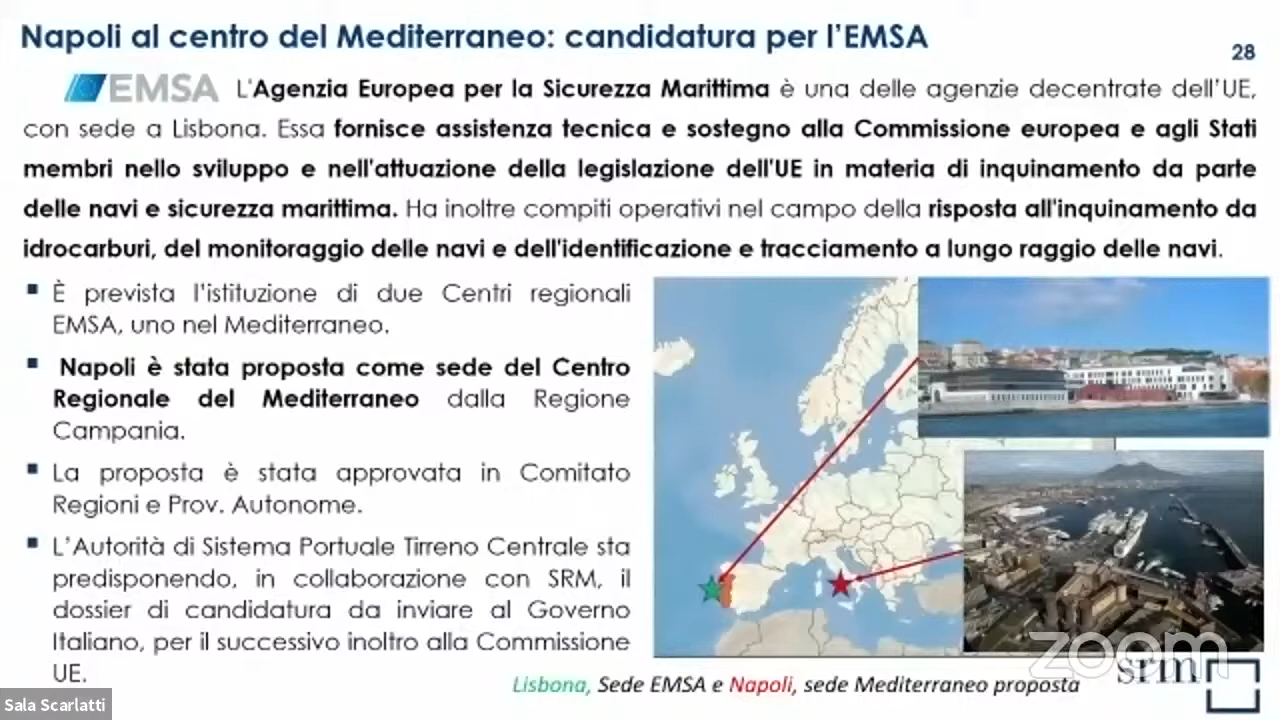 Napoli al centro del Mediterraneo: candidatura per l'EMSA
28
EMSA L'Agenzia Europea per la Sicurezza Marittima è una delle agenzie decentrate dell'UE,
con sede a Lisbona. Essa fornisce assistenza tecnica e sostegno alla Commissione europea e agli Stati
membri nello sviluppo e nell'attuazione della legislazione dell'UE in materia di inquinamento da parte
delle navi e sicurezza marittima. Ha inoltre compiti operativi nel campo della risposta all'inquinamento da
idrocarburi, del monitoraggio delle navi e dell'identificazione e tracciamento a lungo raggio delle navi.
▪ È prevista l'istituzione di due Centri regionali
EMSA, uno nel Mediterraneo.
▪ Napoli è stata proposta come sede del Centro
Regionale del Mediterraneo dalla Regione
Campania.
▪ La proposta è stata approvata in Comitato
Regioni e Prov. Autonome.
▪ L'Autorità di Sistema Portuale Tirreno Centrale sta
predisponendo, in collaborazione con SRM, il
dossier di candidatura da inviare al Governo
Italiano, per il successivo inoltro alla Commissione
UE.
Lisbona, Sede EMSA e Napoli, sede Mediterraneo proposta
zoom
srm
Sala Scarlatti